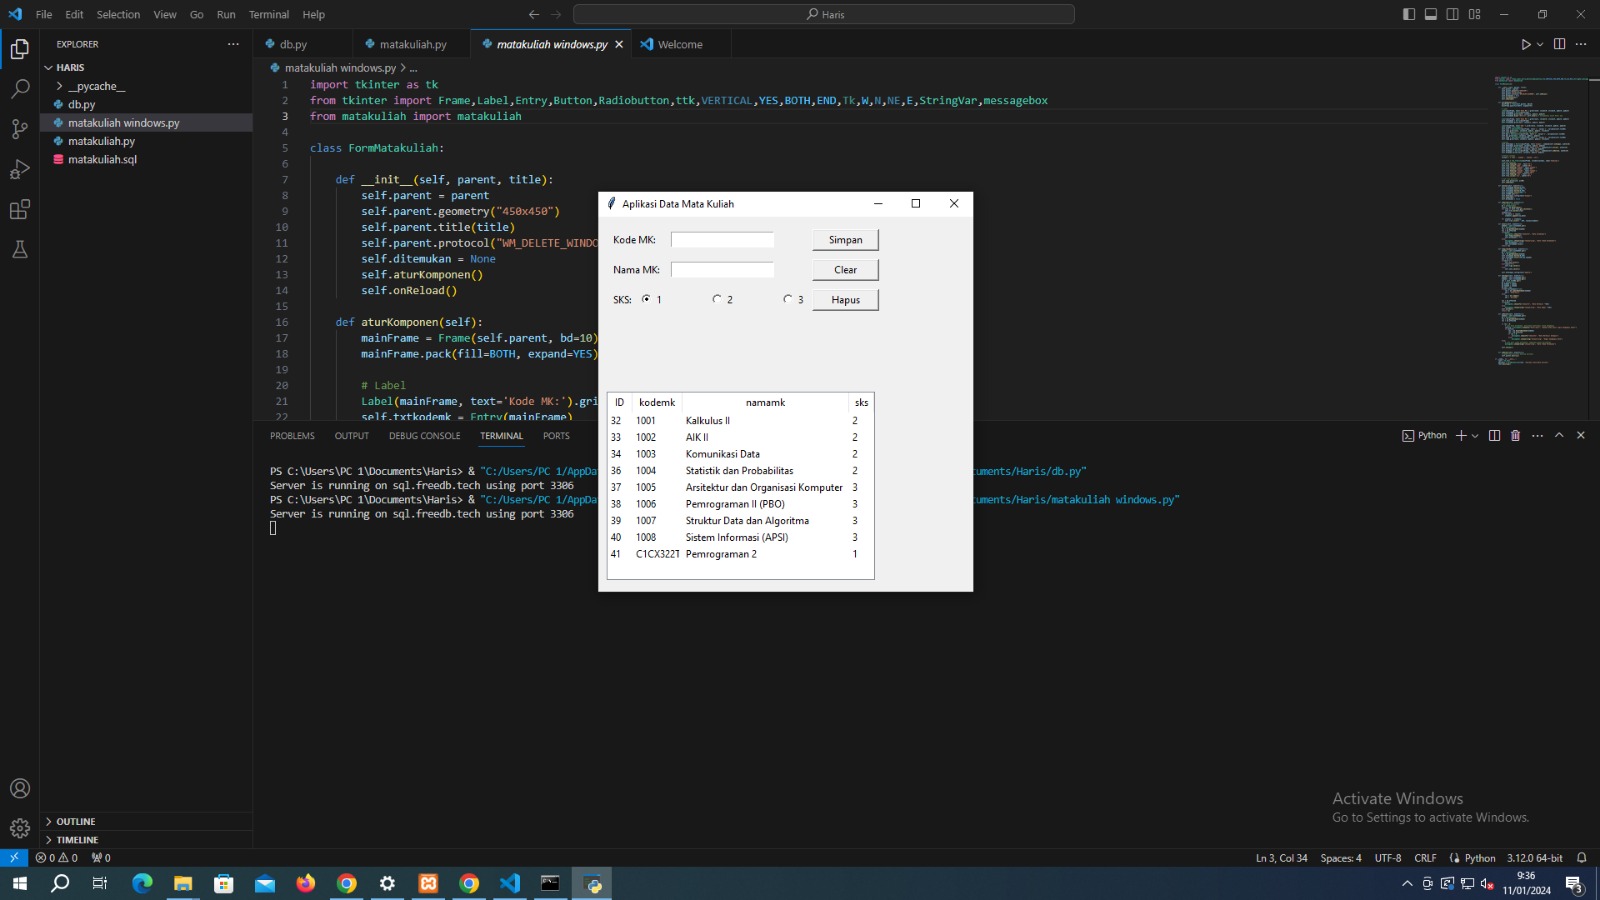 File Edit Selection View Go Run Terminal Help
Haris
EXPLORER
HARIS
__pycache__
db.py
matakuliah windows.py
matakuliah.py
matakuliah.sql
OUTLINE
TIMELINE
db.py matakuliah.py matakuliah windows.py Welcome
matakuliah windows.py > ...
1 import tkinter as tk
2 from tkinter import Frame,Label,Entry,Button,Radiobutton,ttk,VERTICAL,YES,BOTH,END,Tk,W,N,NE,E,StringVar,messagebox
3 from matakuliah import matakuliah
4
5 class FormMatakuliah:
6
7 def __init__(self, parent, title):
8 self.parent = parent
9 self.parent.geometry("450x450")
10 self.parent.title(title)
11 self.parent.protocol("WM_DELETE_WINDO
12 self.ditemukan = None
13 self.aturKomponen()
14 self.onReload()
15
16 def aturKomponen(self):
17 mainFrame = Frame(self.parent, bd=10)
18 mainFrame.pack(fill=BOTH, expand=YES)
19
20 # Label
21 Label(mainFrame, text='Kode MK:').gri
22 self.txtkodemk = Entry(mainFrame)
Aplikasi Data Mata Kuliah
Kode MK: Simpan
Nama MK: Clear
SKS: 1 2 3 Hapus
ID kodemk namamk sks
32 1001 Kalkulus II 2
33 1002 AIK II 2
34 1003 Komunikasi Data 2
36 1004 Statistik dan Probabilitas 2
37 1005 Arsitektur dan Organisasi Komputer 3
38 1006 Pemrograman II (PBO) 3
39 1007 Struktur Data dan Algoritma 3
40 1008 Sistem Informasi (APSI) 3
41 C1CX322T Pemrograman 2 1
PROBLEMS OUTPUT DEBUG CONSOLE TERMINAL PORTS
Python
PS C:\Users\PC 1\Documents\Haris> & "C:/Users/PC 1/AppDa uments/Haris/db.py"
Server is running on sql.freedb.tech using port 3306
PS C:\Users\PC 1\Documents\Haris> & "C:/Users/PC 1/AppDa uments/Haris/matakuliah windows.py"
Server is running on sql.freedb.tech using port 3306
Activate Windows
Go to Settings to activate Windows.
0 0 0
Ln 3, Col 34 Spaces: 4 UTF-8 CRLF Python 3.12.0 64-bit
9:36
11/01/2024
3